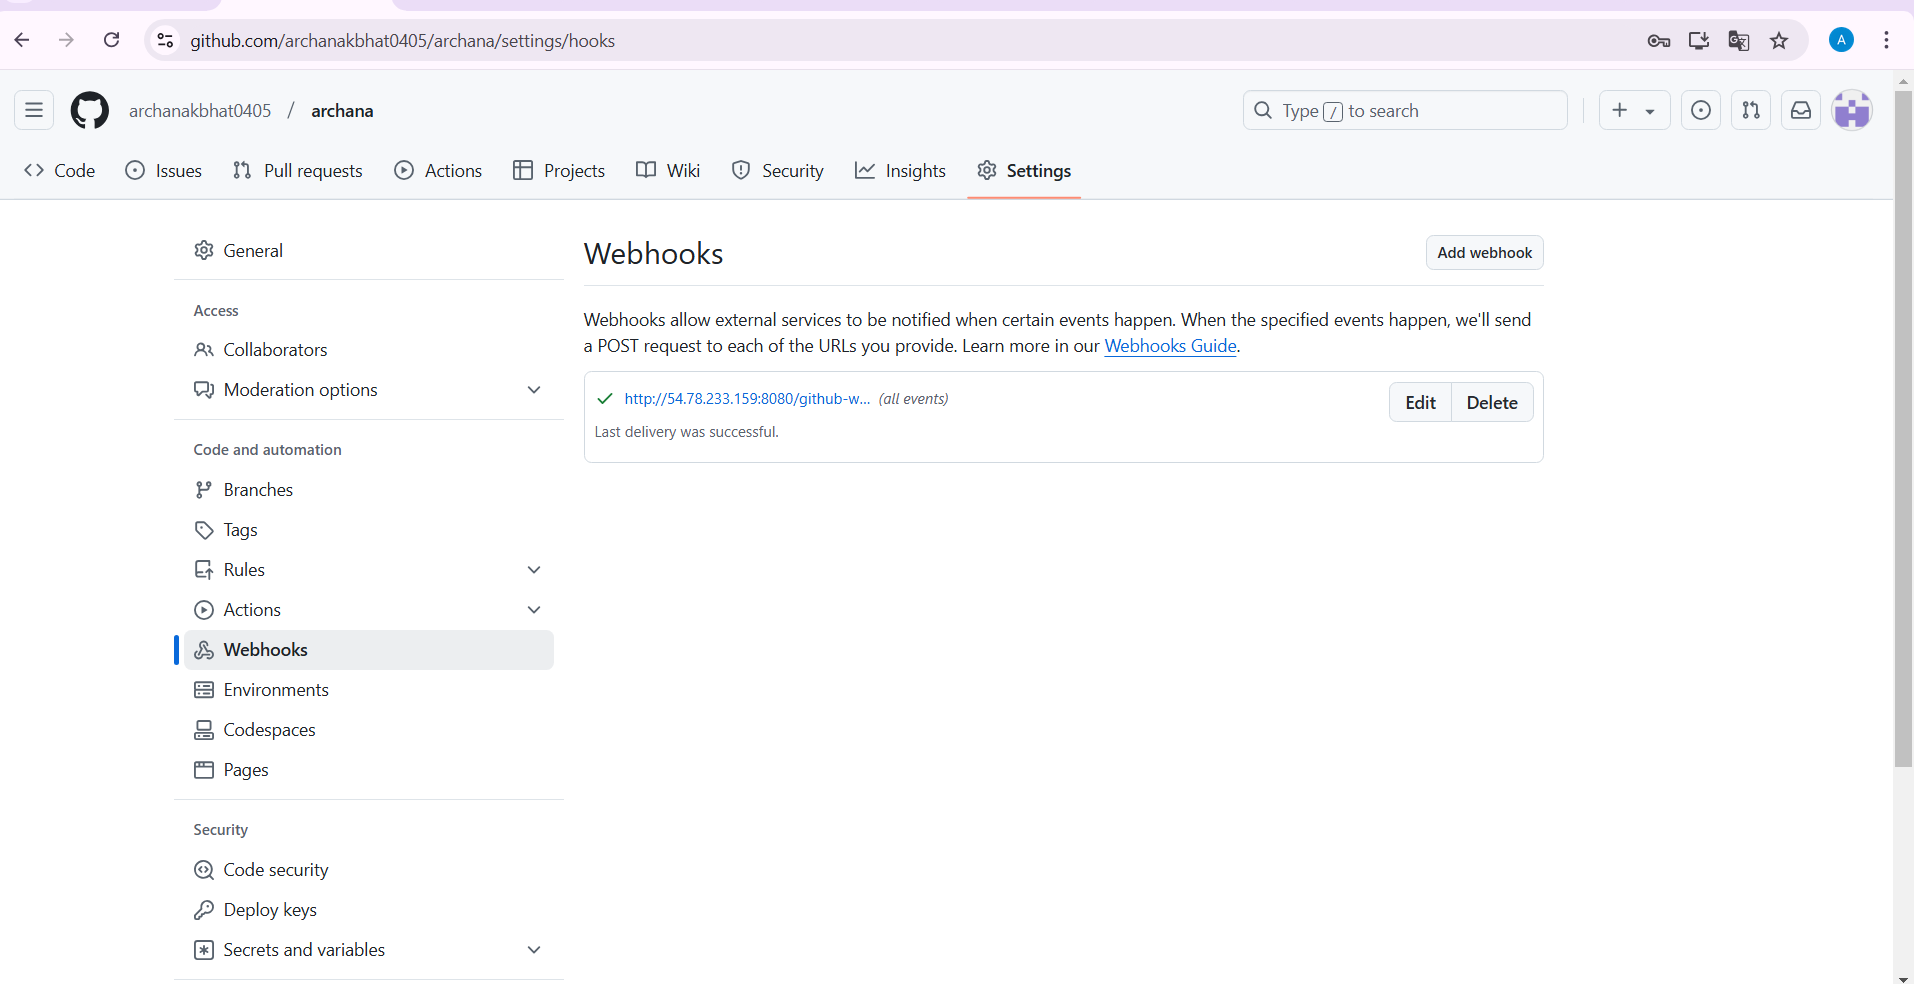 github.com/archanakbhat0405/archana/settings/hooks
A
archanakbhat0405 / archana
Type / to search
Code Issues Pull requests Actions Projects Wiki Security Insights Settings
General
Access
Collaborators
Moderation options
Code and automation
Branches
Tags
Rules
Actions
Webhooks
Environments
Codespaces
Pages
Security
Code security
Deploy keys
Secrets and variables
Webhooks
Add webhook
Webhooks allow external services to be notified when certain events happen. When the specified events happen, we'll send
a POST request to each of the URLs you provide. Learn more in our Webhooks Guide.
http://54.78.233.159:8080/github-w... (all events)
Edit Delete
Last delivery was successful.